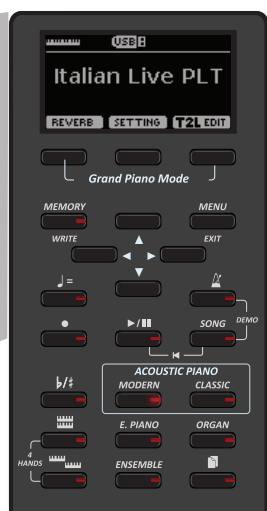 USB
Italian Live PLT
REVERB SETTING T2L EDIT
Grand Piano Mode
MEMORY MENU
WRITE EXIT
♩ =
▶/❚❚ SONG DEMO
ACOUSTIC PIANO
♭/♯ MODERN CLASSIC
E. PIANO ORGAN
4
HANDS
ENSEMBLE